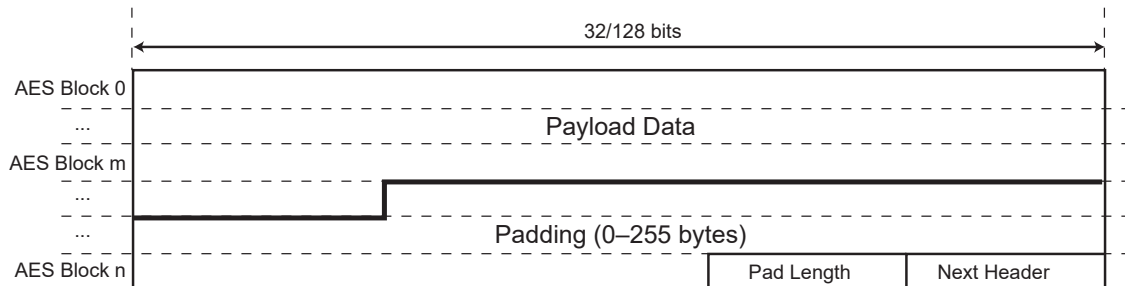 32/128 bits
AES Block 0
...
Payload Data
AES Block m
...
...
Padding (0–255 bytes)
AES Block n
Pad Length
Next Header